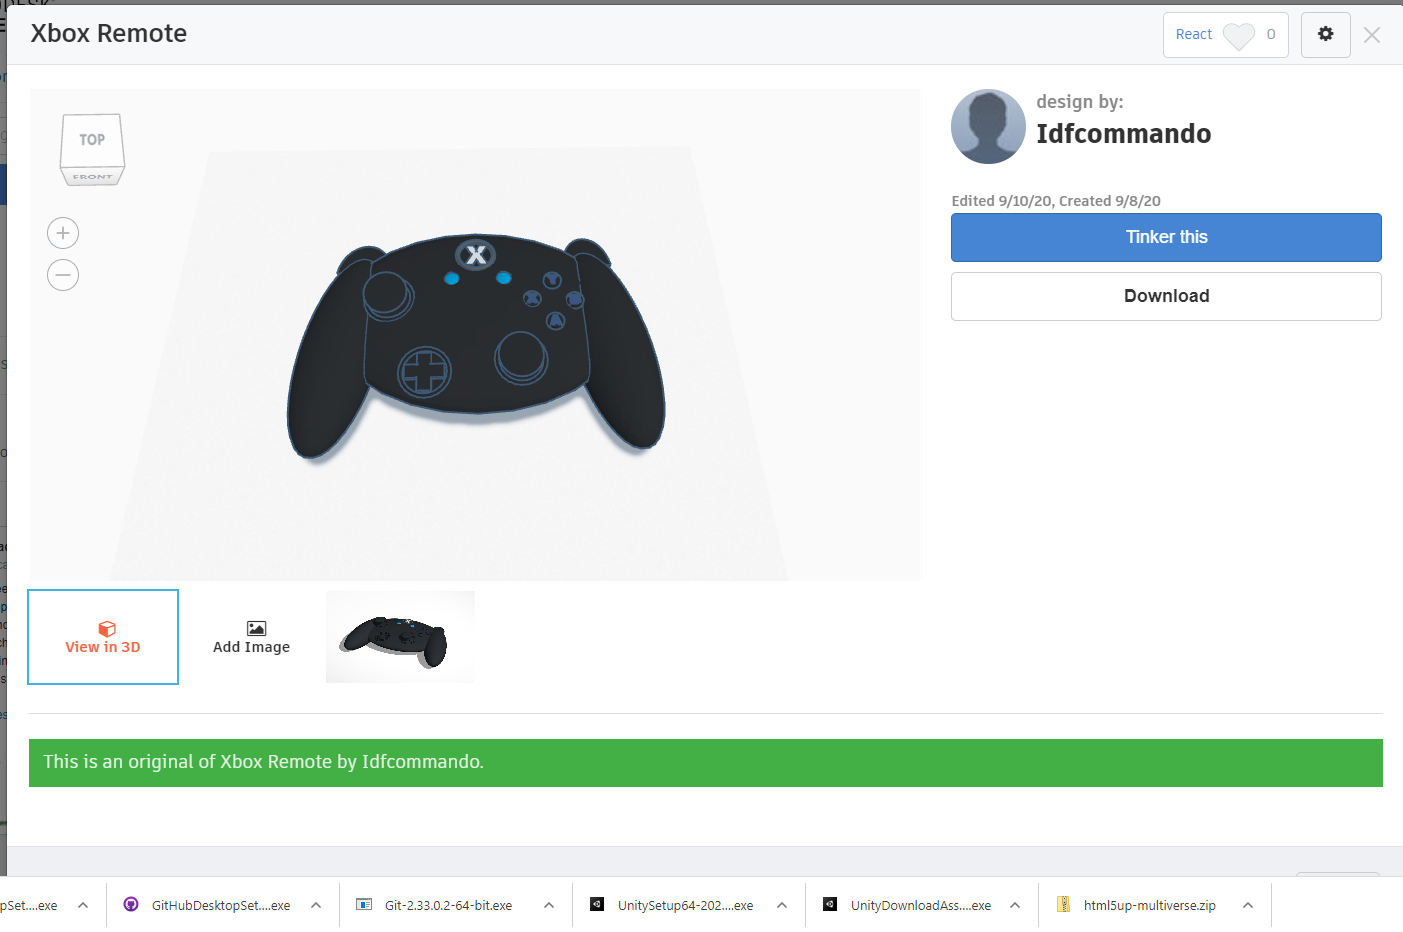 Xbox Remote
React 0
TOP
FRONT
X
Y
X
B
A
design by:
Idfcommando
Edited 9/10/20, Created 9/8/20
Tinker this
Download
View in 3D
Add Image
This is an original of Xbox Remote by Idfcommando.
pSet....exe
GitHubDesktopSet....exe
Git-2.33.0.2-64-bit.exe
UnitySetup64-202....exe
UnityDownloadAss....exe
html5up-multiverse.zip